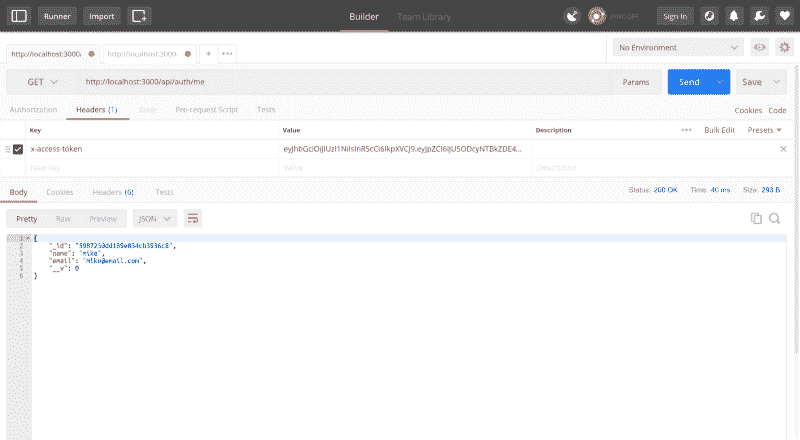 Runner Import Builder Team Library SYNC OFF Sign In
http://localhost:3000/ http://localhost:3000/ + ••• No Environment
GET http://localhost:3000/api/auth/me Params Send Save
Authorization Headers (1) Body Pre-request Script Tests Cookies Code
Key Value Description ••• Bulk Edit Presets
x-access-token
New key Value Description
Body Cookies Headers (6) Tests Status: 200 OK Time: 40 ms Size: 293 B
Pretty Raw Preview JSON
1 {
2 "_id":
3 "name": "mike",
4 "email": "mike@email.com",
5 "__v": 0
6 }